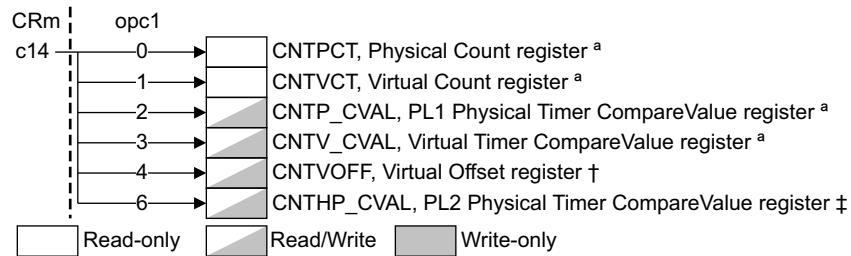 CRm opc1
c14 0 CNTPCT, Physical Count register ª
1 CNTVCT, Virtual Count register ª
2 CNTP_CVAL, PL1 Physical Timer CompareValue register ª
3 CNTV_CVAL, Virtual Timer CompareValue register ª
4 CNTVOFF, Virtual Offset register †
6 CNTHP_CVAL, PL2 Physical Timer CompareValue register ‡
Read-only Read/Write Write-only